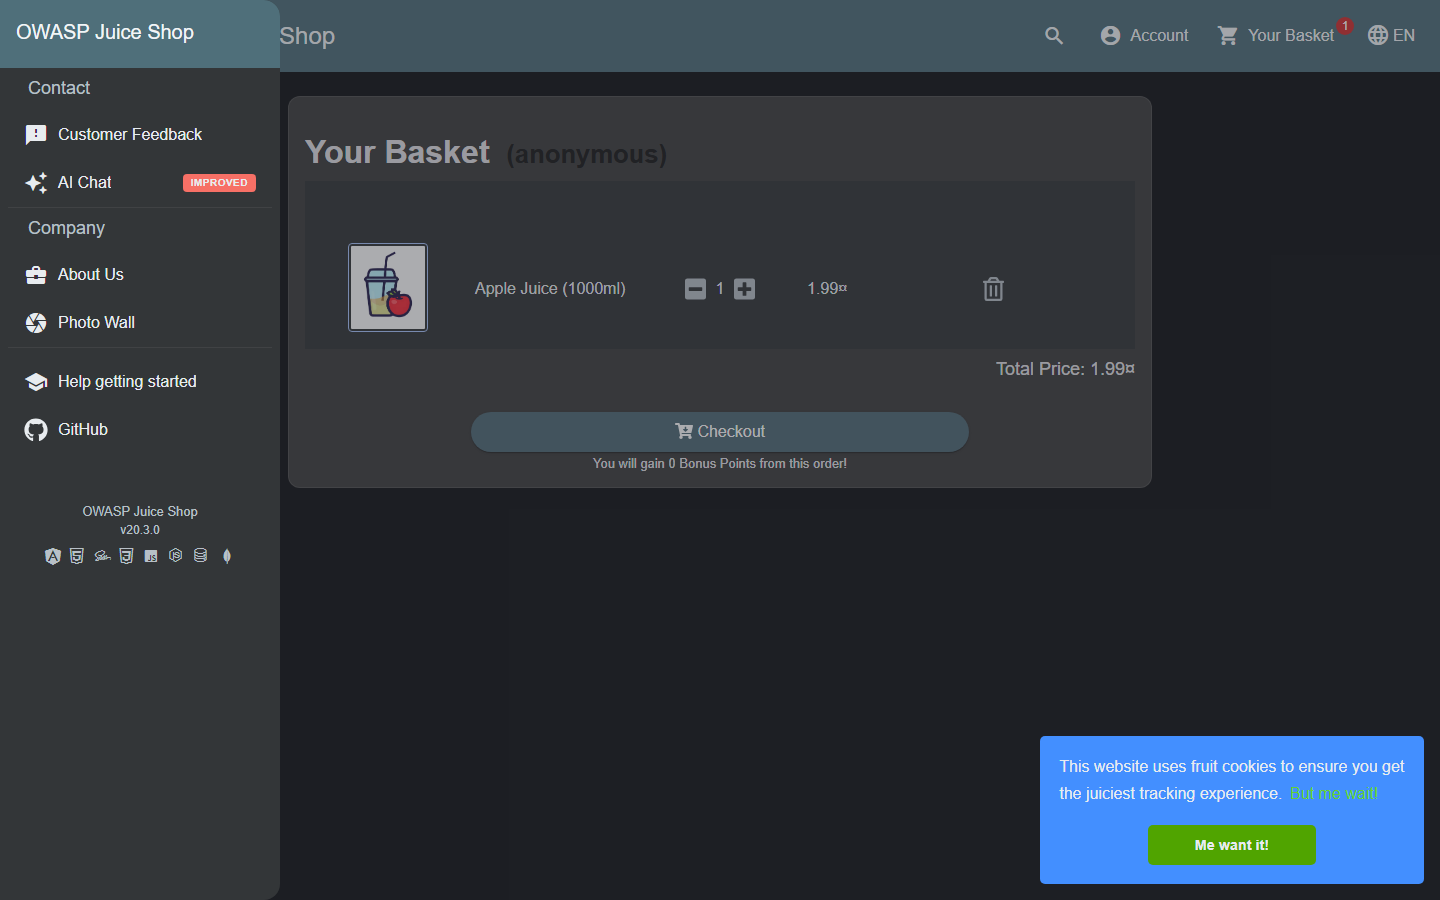 OWASP Juice Shop
Shop
Account
Your Basket
1
EN
Contact
Customer Feedback
AI Chat
IMPROVED
Company
About Us
Photo Wall
Help getting started
GitHub
OWASP Juice Shop
v20.3.0
Your Basket (anonymous)
Apple Juice (1000ml)
1
1.99¤
Total Price: 1.99¤
Checkout
You will gain 0 Bonus Points from this order!
This website uses fruit cookies to ensure you get
the juiciest tracking experience. But me wait!
Me want it!